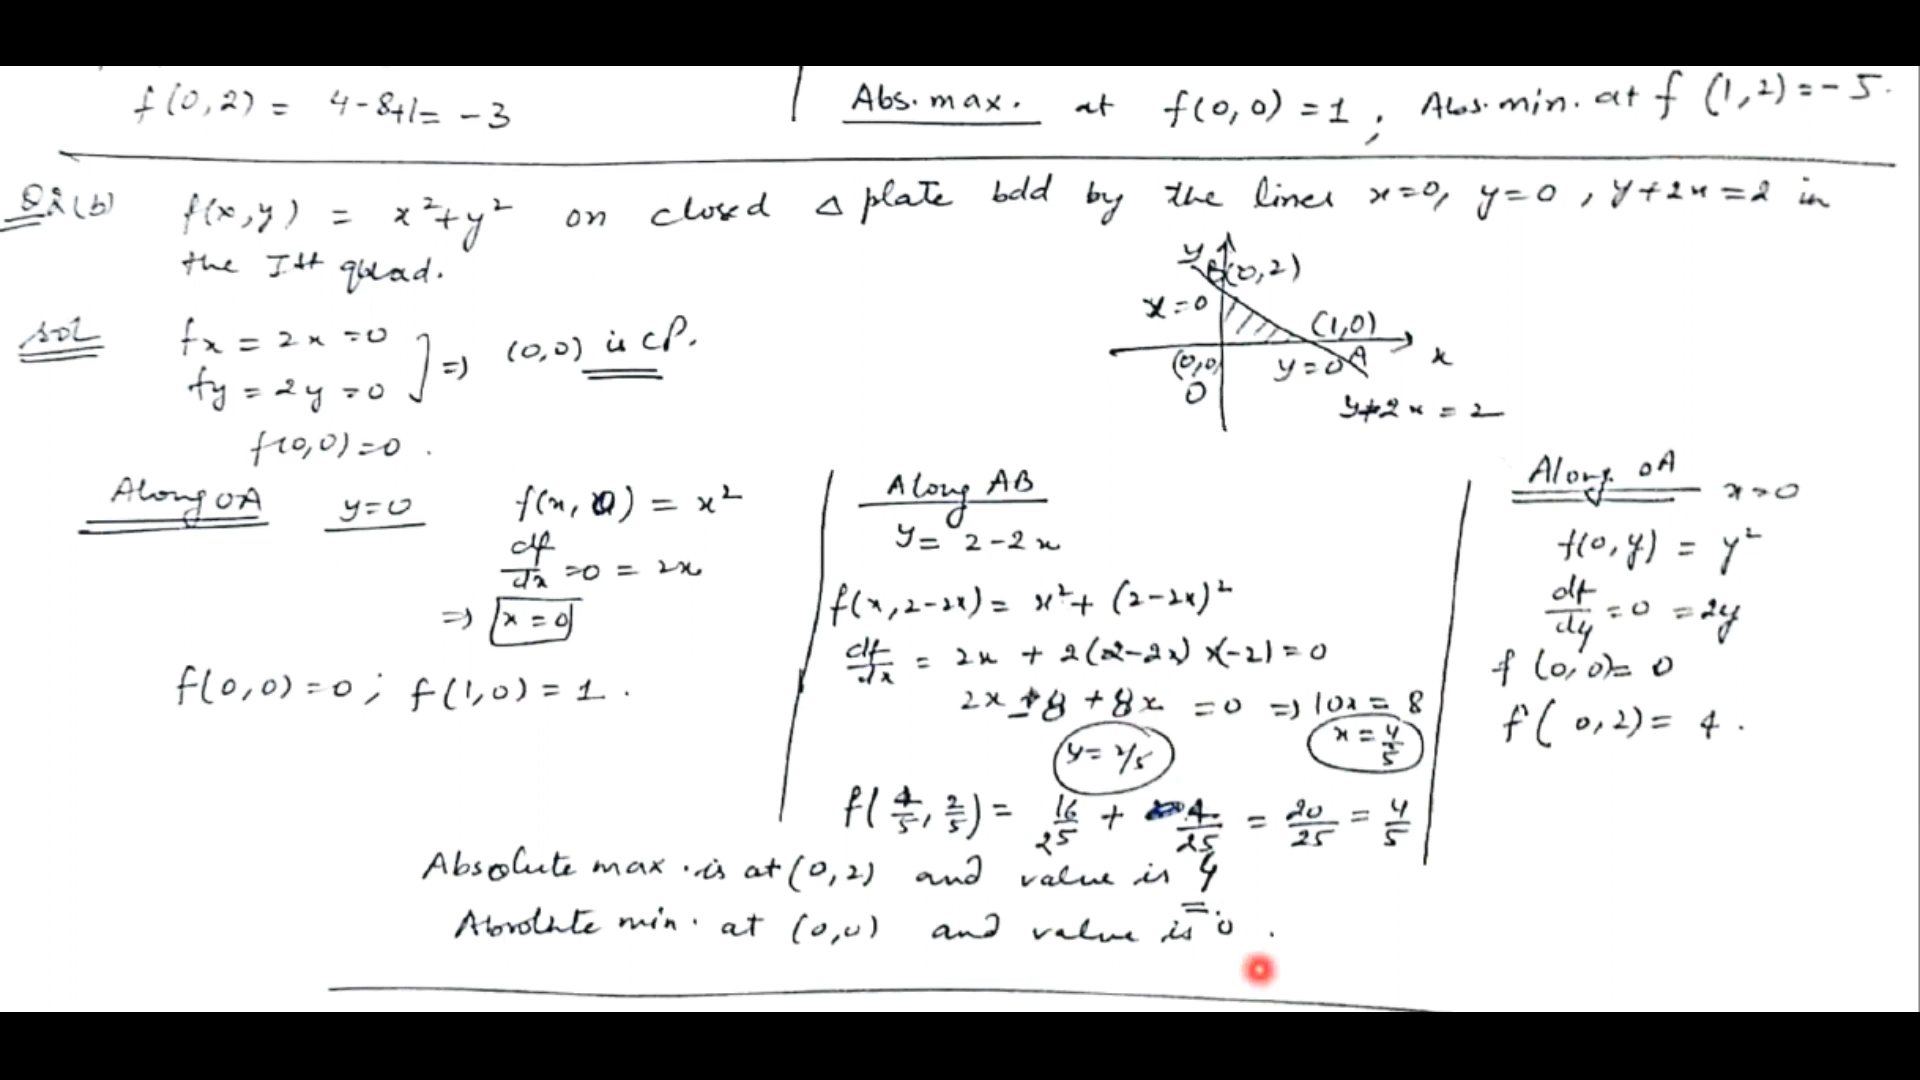 f(0,2) = 4-8+1= -3
Abs. max. at f(0,0) = 1 ; Abs. min. at f (1,2) = - 5.
Q2(b) f(x,y) = x²+y² on closed △ plate bdd by the lines x=0, y=0, y+2x=2 in
the Ist quad.
y
B(0,2)
x=0
(1,0)
(0,0)
y=0
A
x
O
y+2x = 2
Sol fx = 2x =0
fy = 2y =0 ] => (0,0) is CP.
f(0,0)=0.
Along OA y=0 f(x,0) = x²
df/dx =0 = 2x
=> x = 0
f(0,0) =0 ; f(1,0) = 1.
Along AB
y= 2-2x
f(x,2-2x) = x²+ (2-2x)²
df/dx = 2x + 2(2-2x) x(-2) = 0
2x -8 +8x = 0 => 10x = 8
y= 2/5 x = 4/5
f(4/5, 2/5) = 16/25 + 4/25 = 20/25 = 4/5
Along OA x=0
f(0,y) = y²
df/dy =0 =2y
f (0,0)= 0
f( 0,2) = 4.
Absolute max. is at (0,2) and value is 4
Absolute min. at (0,0) and value is 0.